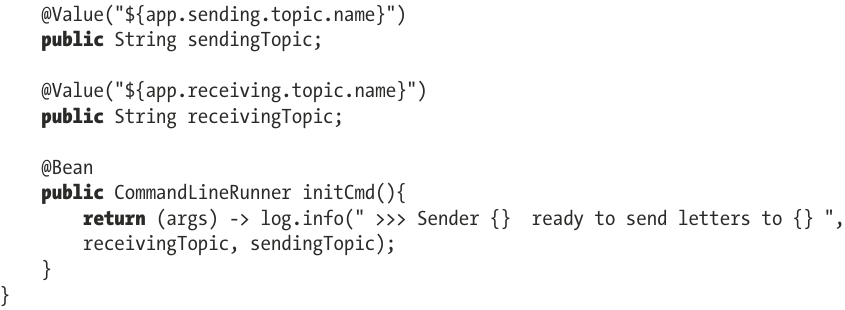 @Value("${app.sending.topic.name}")
public String sendingTopic;
@Value("${app.receiving.topic.name}")
public String receivingTopic;
@Bean
public CommandLineRunner initCmd(){
return (args) -> log.info(" >>> Sender {}  ready to send letters to {} ",
receivingTopic, sendingTopic);
}
}